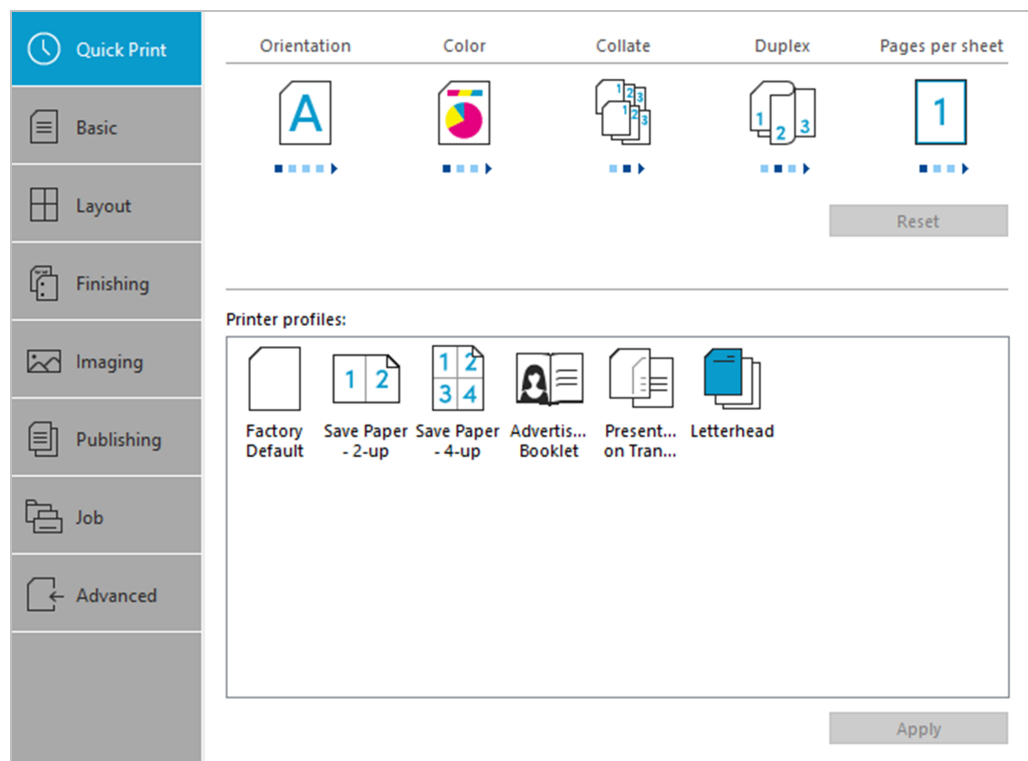 Quick Print
Basic
Layout
Finishing
Imaging
Publishing
Job
Advanced
Orientation Color Collate Duplex Pages per sheet
A 1 2 3 1 2 3 1 2 3 1
Reset
Printer profiles:
1 2 1 2
3 4
Factory Default
Save Paper - 2-up
Save Paper - 4-up
Advertis... Booklet
Present... on Tran...
Letterhead
Apply